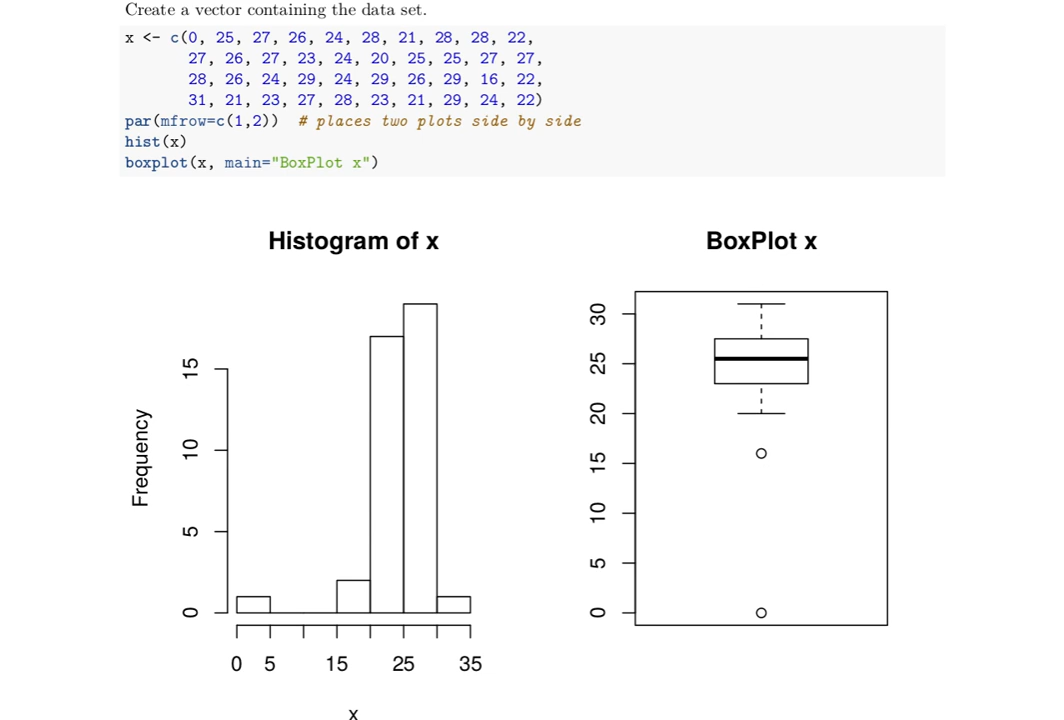 Create a vector containing the data set.
x <- c(0, 25, 27, 26, 24, 28, 21, 28, 28, 22,
27, 26, 27, 23, 24, 20, 25, 25, 27, 27,
28, 26, 24, 29, 24, 29, 26, 29, 16, 22,
31, 21, 23, 27, 28, 23, 21, 29, 24, 22)
par(mfrow=c(1,2))  # places two plots side by side
hist(x)
boxplot(x, main="BoxPlot x")
Histogram of x
Frequency
15
10
5
0
0 5 15 25 35
x
BoxPlot x
30
25
20
15
10
5
0